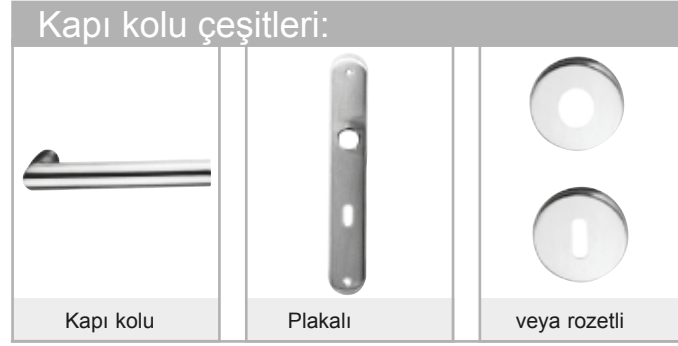 Kapı kolu çeşitleri:
Kapı kolu
Plakalı
veya rozetli